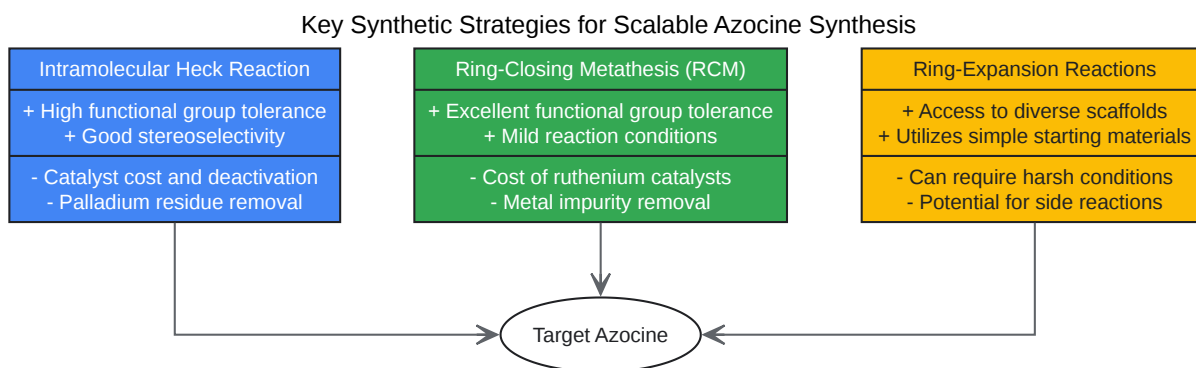 Key Synthetic Strategies for Scalable Azocine Synthesis
Intramolecular Heck Reaction
+ High functional group tolerance
+ Good stereoselectivity
- Catalyst cost and deactivation
- Palladium residue removal
Ring-Closing Metathesis (RCM)
+ Excellent functional group tolerance
+ Mild reaction conditions
- Cost of ruthenium catalysts
- Metal impurity removal
Ring-Expansion Reactions
+ Access to diverse scaffolds
+ Utilizes simple starting materials
- Can require harsh conditions
- Potential for side reactions
Target Azocine